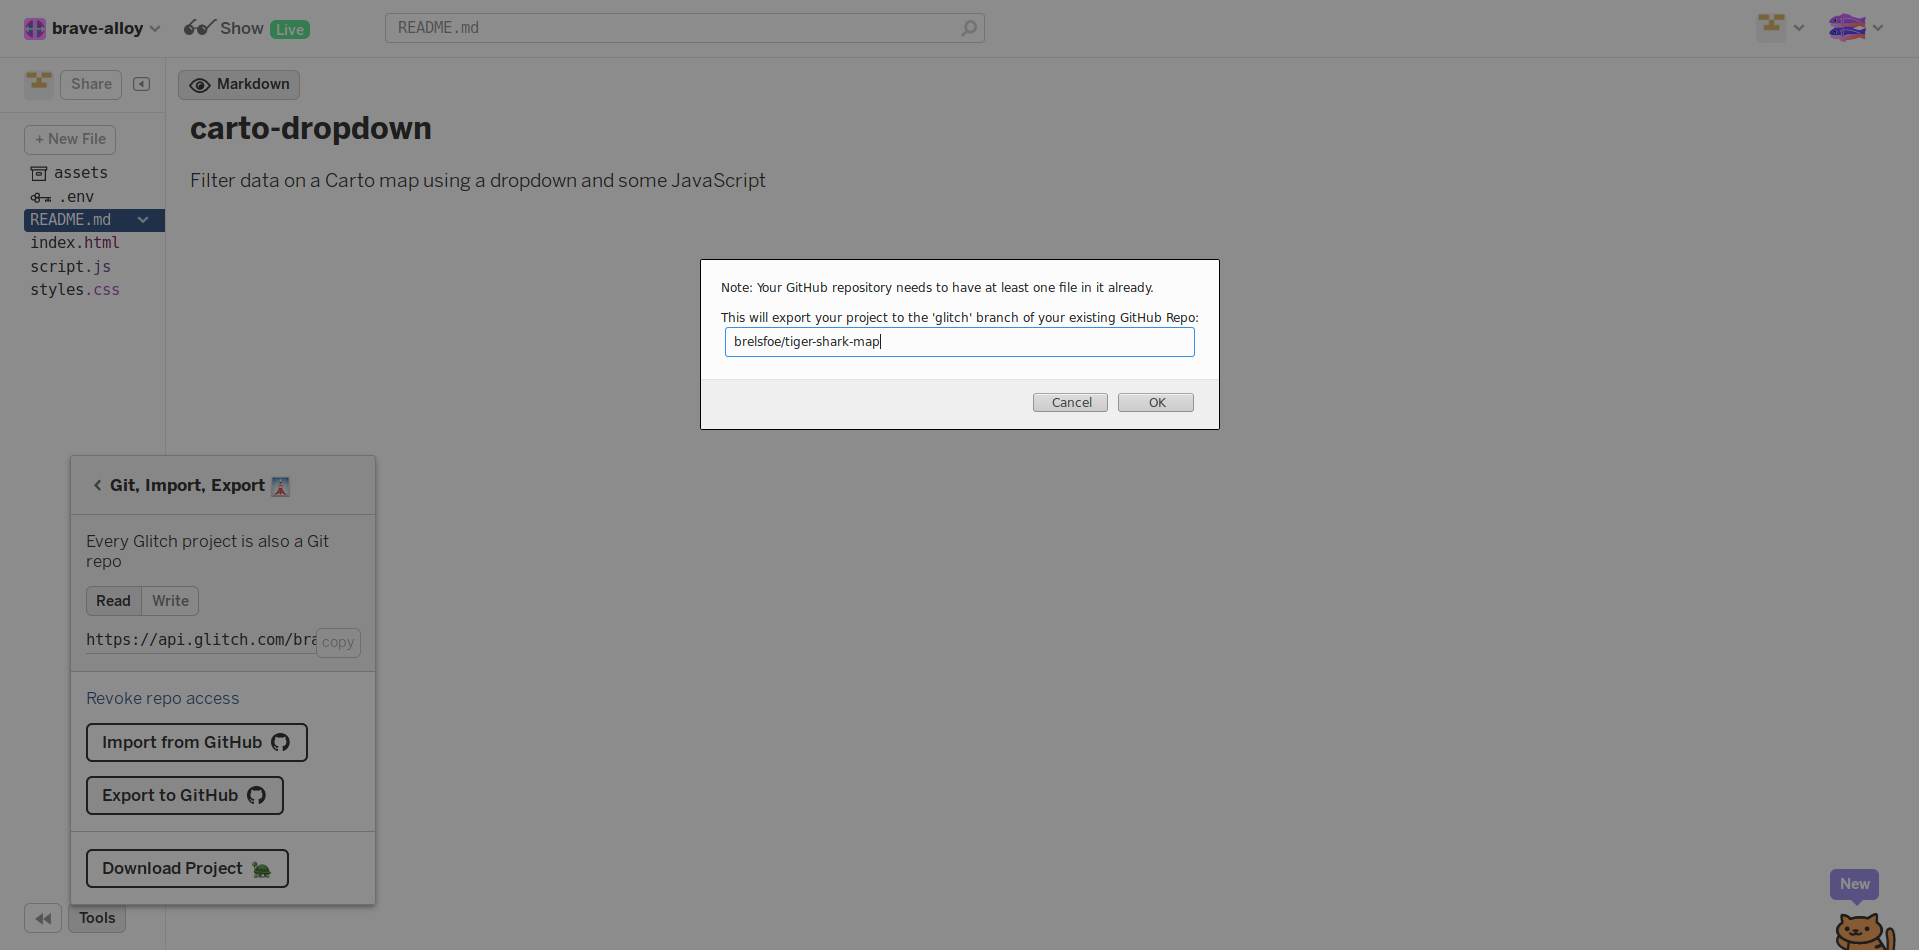 brave-alloy
Show Live
README.md
Share
Markdown
+ New File
assets
.env
README.md
index.html
script.js
styles.css
carto-dropdown
Filter data on a Carto map using a dropdown and some JavaScript
Note: Your GitHub repository needs to have at least one file in it already.
This will export your project to the 'glitch' branch of your existing GitHub Repo:
brelsfoe/tiger-shark-map
Cancel
OK
Git, Import, Export
Every Glitch project is also a Git
repo
Read
Write
https://api.glitch.com/bra
copy
Revoke repo access
Import from GitHub
Export to GitHub
Download Project
Tools
New